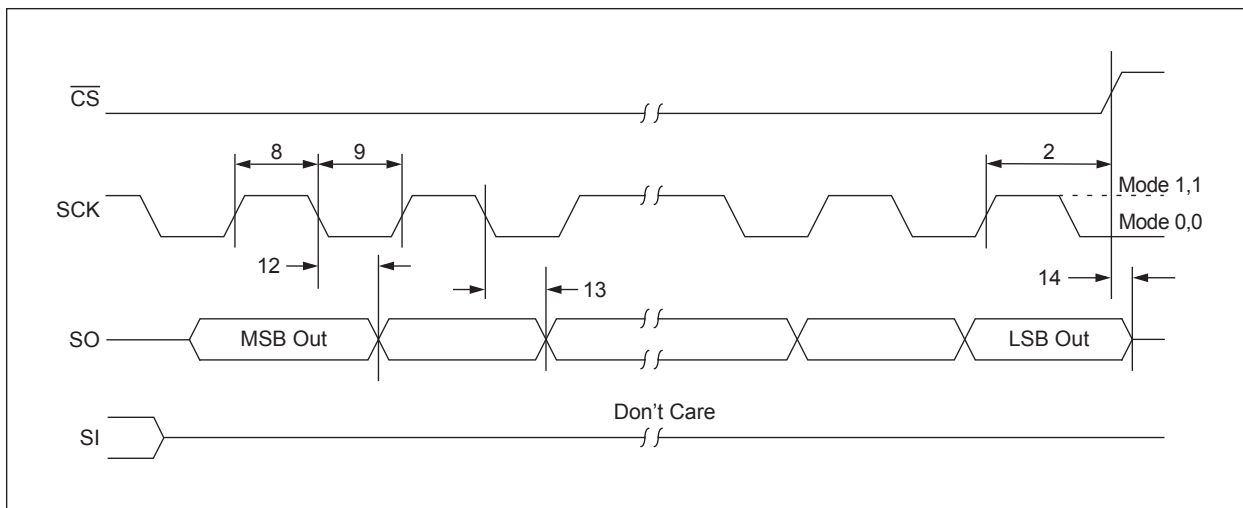 CS
8
9
2
SCK
Mode 1,1
Mode 0,0
12
13
14
SO
MSB Out
LSB Out
Don't Care
SI